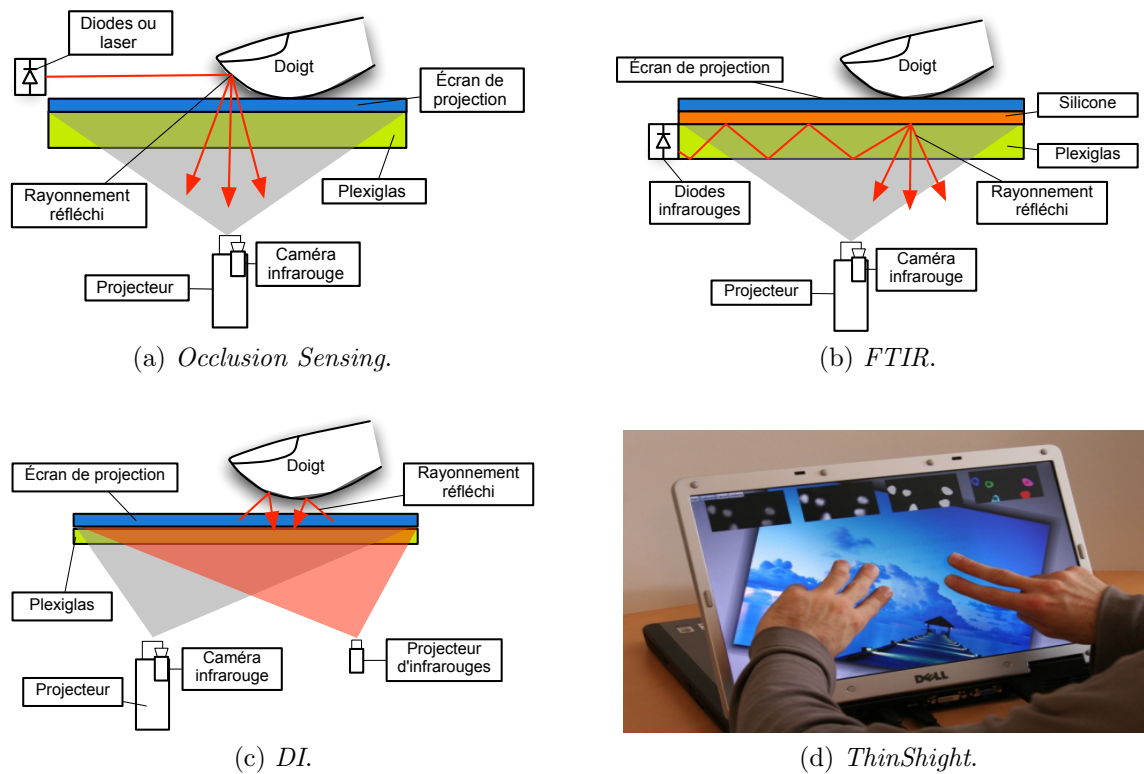 Diodes ou
laser
Doigt
Écran de
projection
Rayonnement
réfléchi
Plexiglas
Caméra
infrarouge
Projecteur
(a) Occlusion Sensing.
Écran de projection
Doigt
Silicone
Plexiglas
Diodes
infrarouges
Rayonnement
réfléchi
Caméra
infrarouge
Projecteur
(b) FTIR.
Écran de projection
Doigt
Rayonnement
réfléchi
Plexiglas
Caméra
infrarouge
Projecteur
d'infrarouges
Projecteur
(c) DI.
DELL
(d) ThinShight.